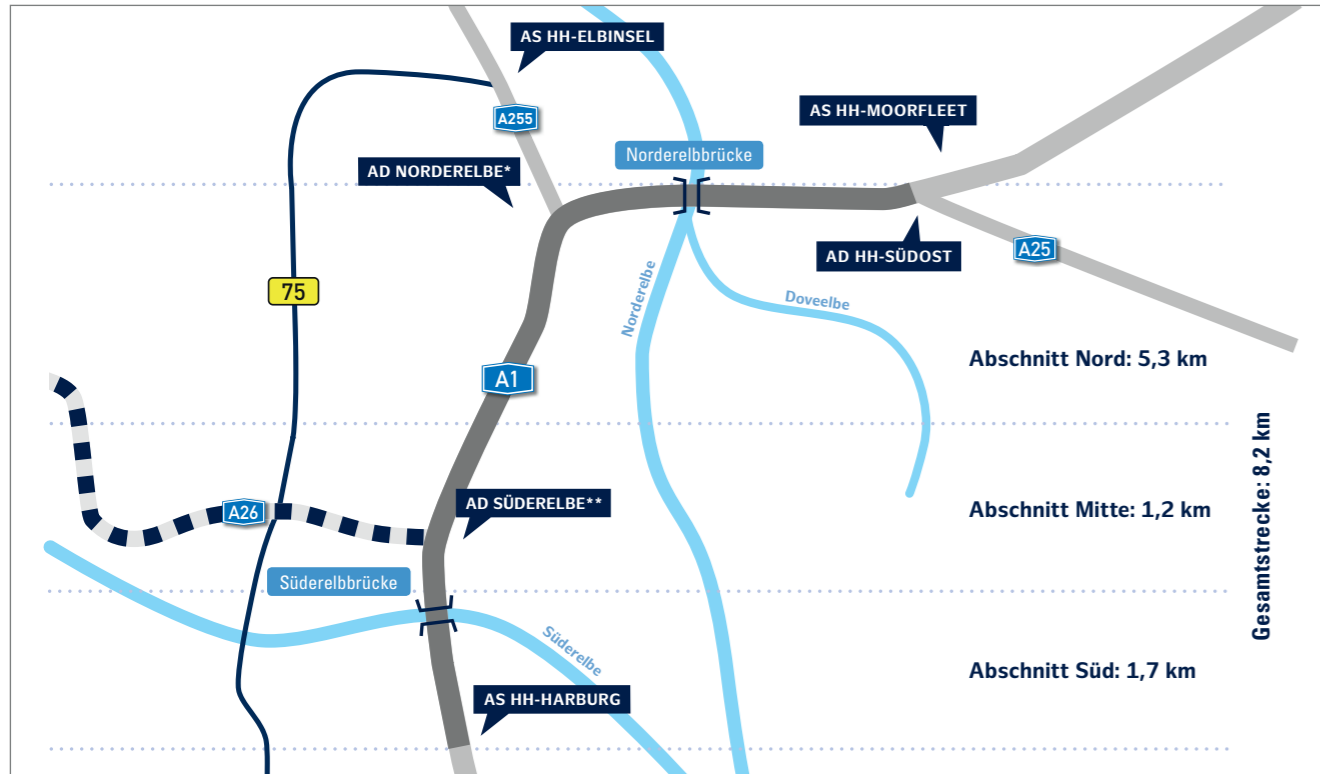 AS HH-ELBINSEL
AS HH-MOORFLEET
A255
Norderelbbrücke
AD NORDERELBE*
AD HH-SÜDOST
A25
75
Norderelbe
Doveelbe
Abschnitt Nord: 5,3 km
A1
Gesamtstrecke: 8,2 km
AD SÜDERELBE**
A26
Abschnitt Mitte: 1,2 km
Süderelbbrücke
Süderelbe
Abschnitt Süd: 1,7 km
AS HH-HARBURG